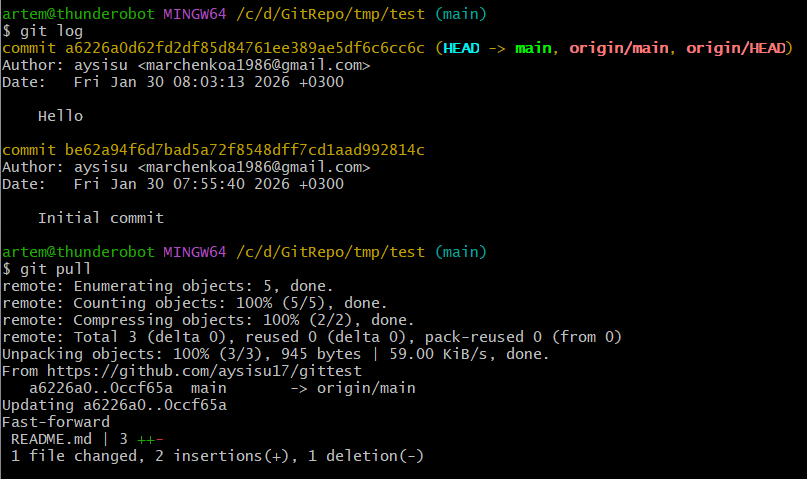 artem@thunderobot MINGW64 /c/d/GitRepo/tmp/test (main)
$ git log
commit a6226a0d62fd2df85d84761ee389ae5df6c6cc6c (HEAD -> main, origin/main, origin/HEAD)
Author: aysisu <marchenkoa1986@gmail.com>
Date:   Fri Jan 30 08:03:13 2026 +0300
    Hello
commit be62a94f6d7bad5a72f8548dff7cd1aad992814c
Author: aysisu <marchenkoa1986@gmail.com>
Date:   Fri Jan 30 07:55:40 2026 +0300
    Initial commit
artem@thunderobot MINGW64 /c/d/GitRepo/tmp/test (main)
$ git pull
remote: Enumerating objects: 5, done.
remote: Counting objects: 100% (5/5), done.
remote: Compressing objects: 100% (2/2), done.
remote: Total 3 (delta 0), reused 0 (delta 0), pack-reused 0 (from 0)
Unpacking objects: 100% (3/3), 945 bytes | 59.00 KiB/s, done.
From https://github.com/aysisu17/gittest
   a6226a0..0ccf65a  main       -> origin/main
Updating a6226a0..0ccf65a
Fast-forward
 README.md | 3 ++-
 1 file changed, 2 insertions(+), 1 deletion(-)